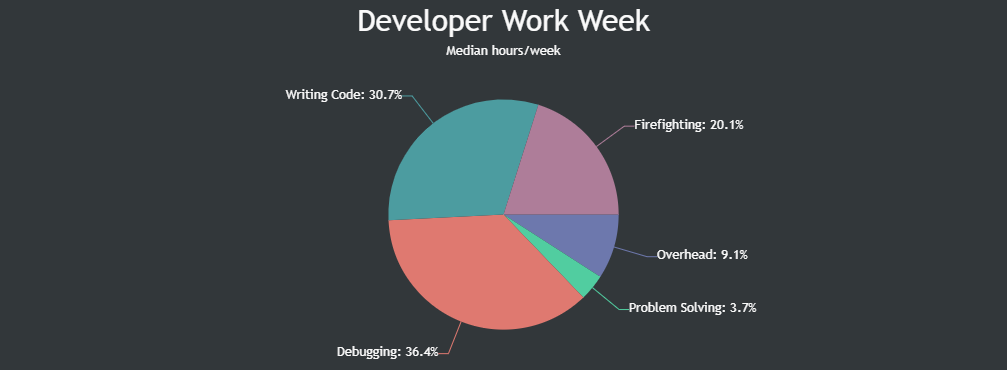 Developer Work Week
Median hours/week
Writing Code: 30.7%
Firefighting: 20.1%
Overhead: 9.1%
Problem Solving: 3.7%
Debugging: 36.4%